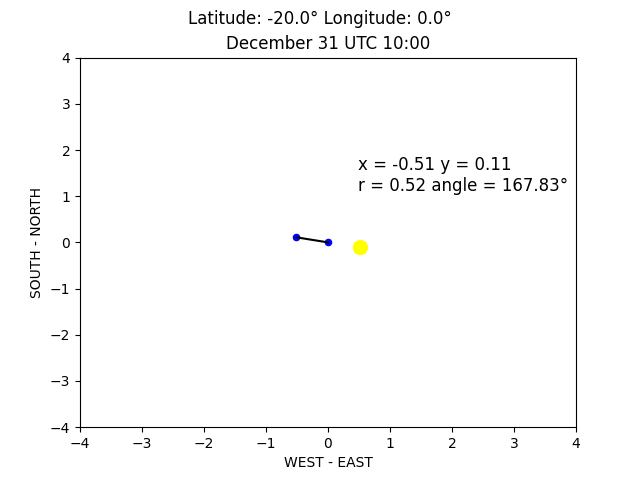 Latitude: -20.0° Longitude: 0.0°
December 31 UTC 10:00
4
3
2
1
0
−1
−2
−3
−4
SOUTH - NORTH
x = -0.51 y = 0.11
r = 0.52 angle = 167.83°
−4 −3 −2 −1 0 1 2 3 4
WEST - EAST